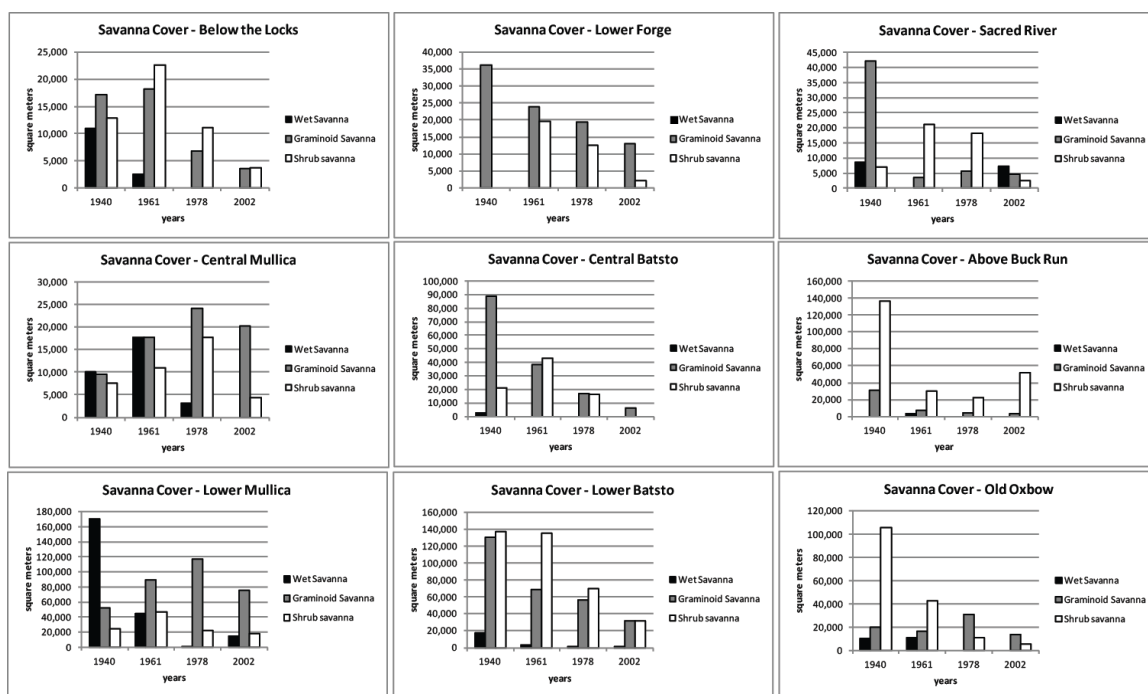 Savanna Cover - Below the Locks
25,000
20,000
15,000
10,000
5,000
0
square meters
1940 1961 1978 2002
years
Wet Savanna
Graminoid Savanna
Shrub savanna
Savanna Cover - Lower Forge
40,000
35,000
30,000
25,000
20,000
15,000
10,000
5,000
0
square meters
1940 1961 1978 2002
years
Wet Savanna
Graminoid Savanna
Shrub savanna
Savanna Cover - Sacred River
45,000
40,000
35,000
30,000
25,000
20,000
15,000
10,000
5,000
0
square meters
1940 1961 1978 2002
years
Wet Savanna
Graminoid Savanna
Shrub savanna
Savanna Cover - Central Mullica
30,000
25,000
20,000
15,000
10,000
5,000
0
square meters
1940 1961 1978 2002
years
Wet Savanna
Graminoid Savanna
Shrub savanna
Savanna Cover - Central Batsto
100,000
90,000
80,000
70,000
60,000
50,000
40,000
30,000
20,000
10,000
0
square meters
1940 1961 1978 2002
years
Wet Savanna
Graminoid Savanna
Shrub savanna
Savanna Cover - Above Buck Run
160,000
140,000
120,000
100,000
80,000
60,000
40,000
20,000
0
square meters
1940 1961 1978 2002
year
Wet Savanna
Graminoid Savanna
Shrub savanna
Savanna Cover - Lower Mullica
180,000
160,000
140,000
120,000
100,000
80,000
60,000
40,000
20,000
0
square meters
1940 1961 1978 2002
years
Wet Savanna
Graminoid Savanna
Shrub savanna
Savanna Cover - Lower Batsto
160,000
140,000
120,000
100,000
80,000
60,000
40,000
20,000
0
square meters
1940 1961 1978 2002
years
Wet Savanna
Graminoid Savanna
Shrub savanna
Savanna Cover - Old Oxbow
120,000
100,000
80,000
60,000
40,000
20,000
0
square meters
1940 1961 1978 2002
years
Wet Savanna
Graminoid Savanna
Shrub savanna